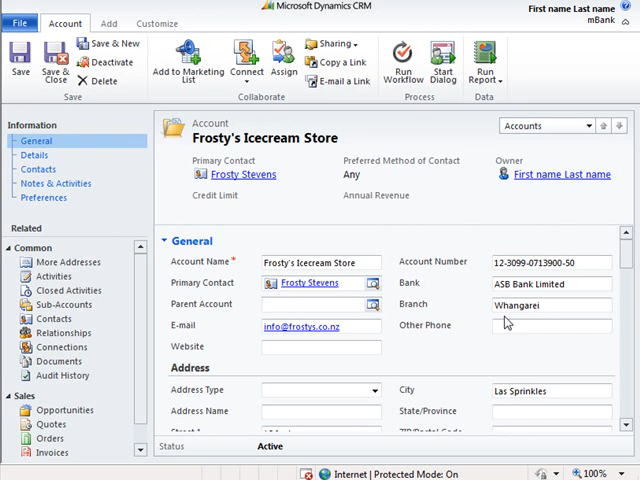 Microsoft Dynamics CRM
First name Last name
mBank
File
Account
Add
Customize
Save
Save & Close
Save & New
Deactivate
Delete
Save
Add to Marketing List
Connect
Assign
Sharing
Copy a Link
E-mail a Link
Collaborate
Run Workflow
Start Dialog
Process
Run Report
Data
Information
General
Details
Contacts
Notes & Activities
Preferences
Related
Common
More Addresses
Activities
Closed Activities
Sub-Accounts
Contacts
Relationships
Connections
Documents
Audit History
Sales
Opportunities
Quotes
Orders
Invoices
Account
Frosty's Icecream Store
Accounts
Primary Contact
Frosty Stevens
Preferred Method of Contact
Any
Owner
First name Last name
Credit Limit
Annual Revenue
General
Account Name * Frosty's Icecream Store
Account Number 12-3099-0713900-50
Primary Contact Frosty Stevens
Bank ASB Bank Limited
Parent Account
Branch Whangarei
E-mail info@frostys.co.nz
Other Phone
Website
Address
Address Type
City Las Sprinkles
Address Name
State/Province
Street 1
ZIP/Postal Code
Status Active
Internet | Protected Mode: On
100%